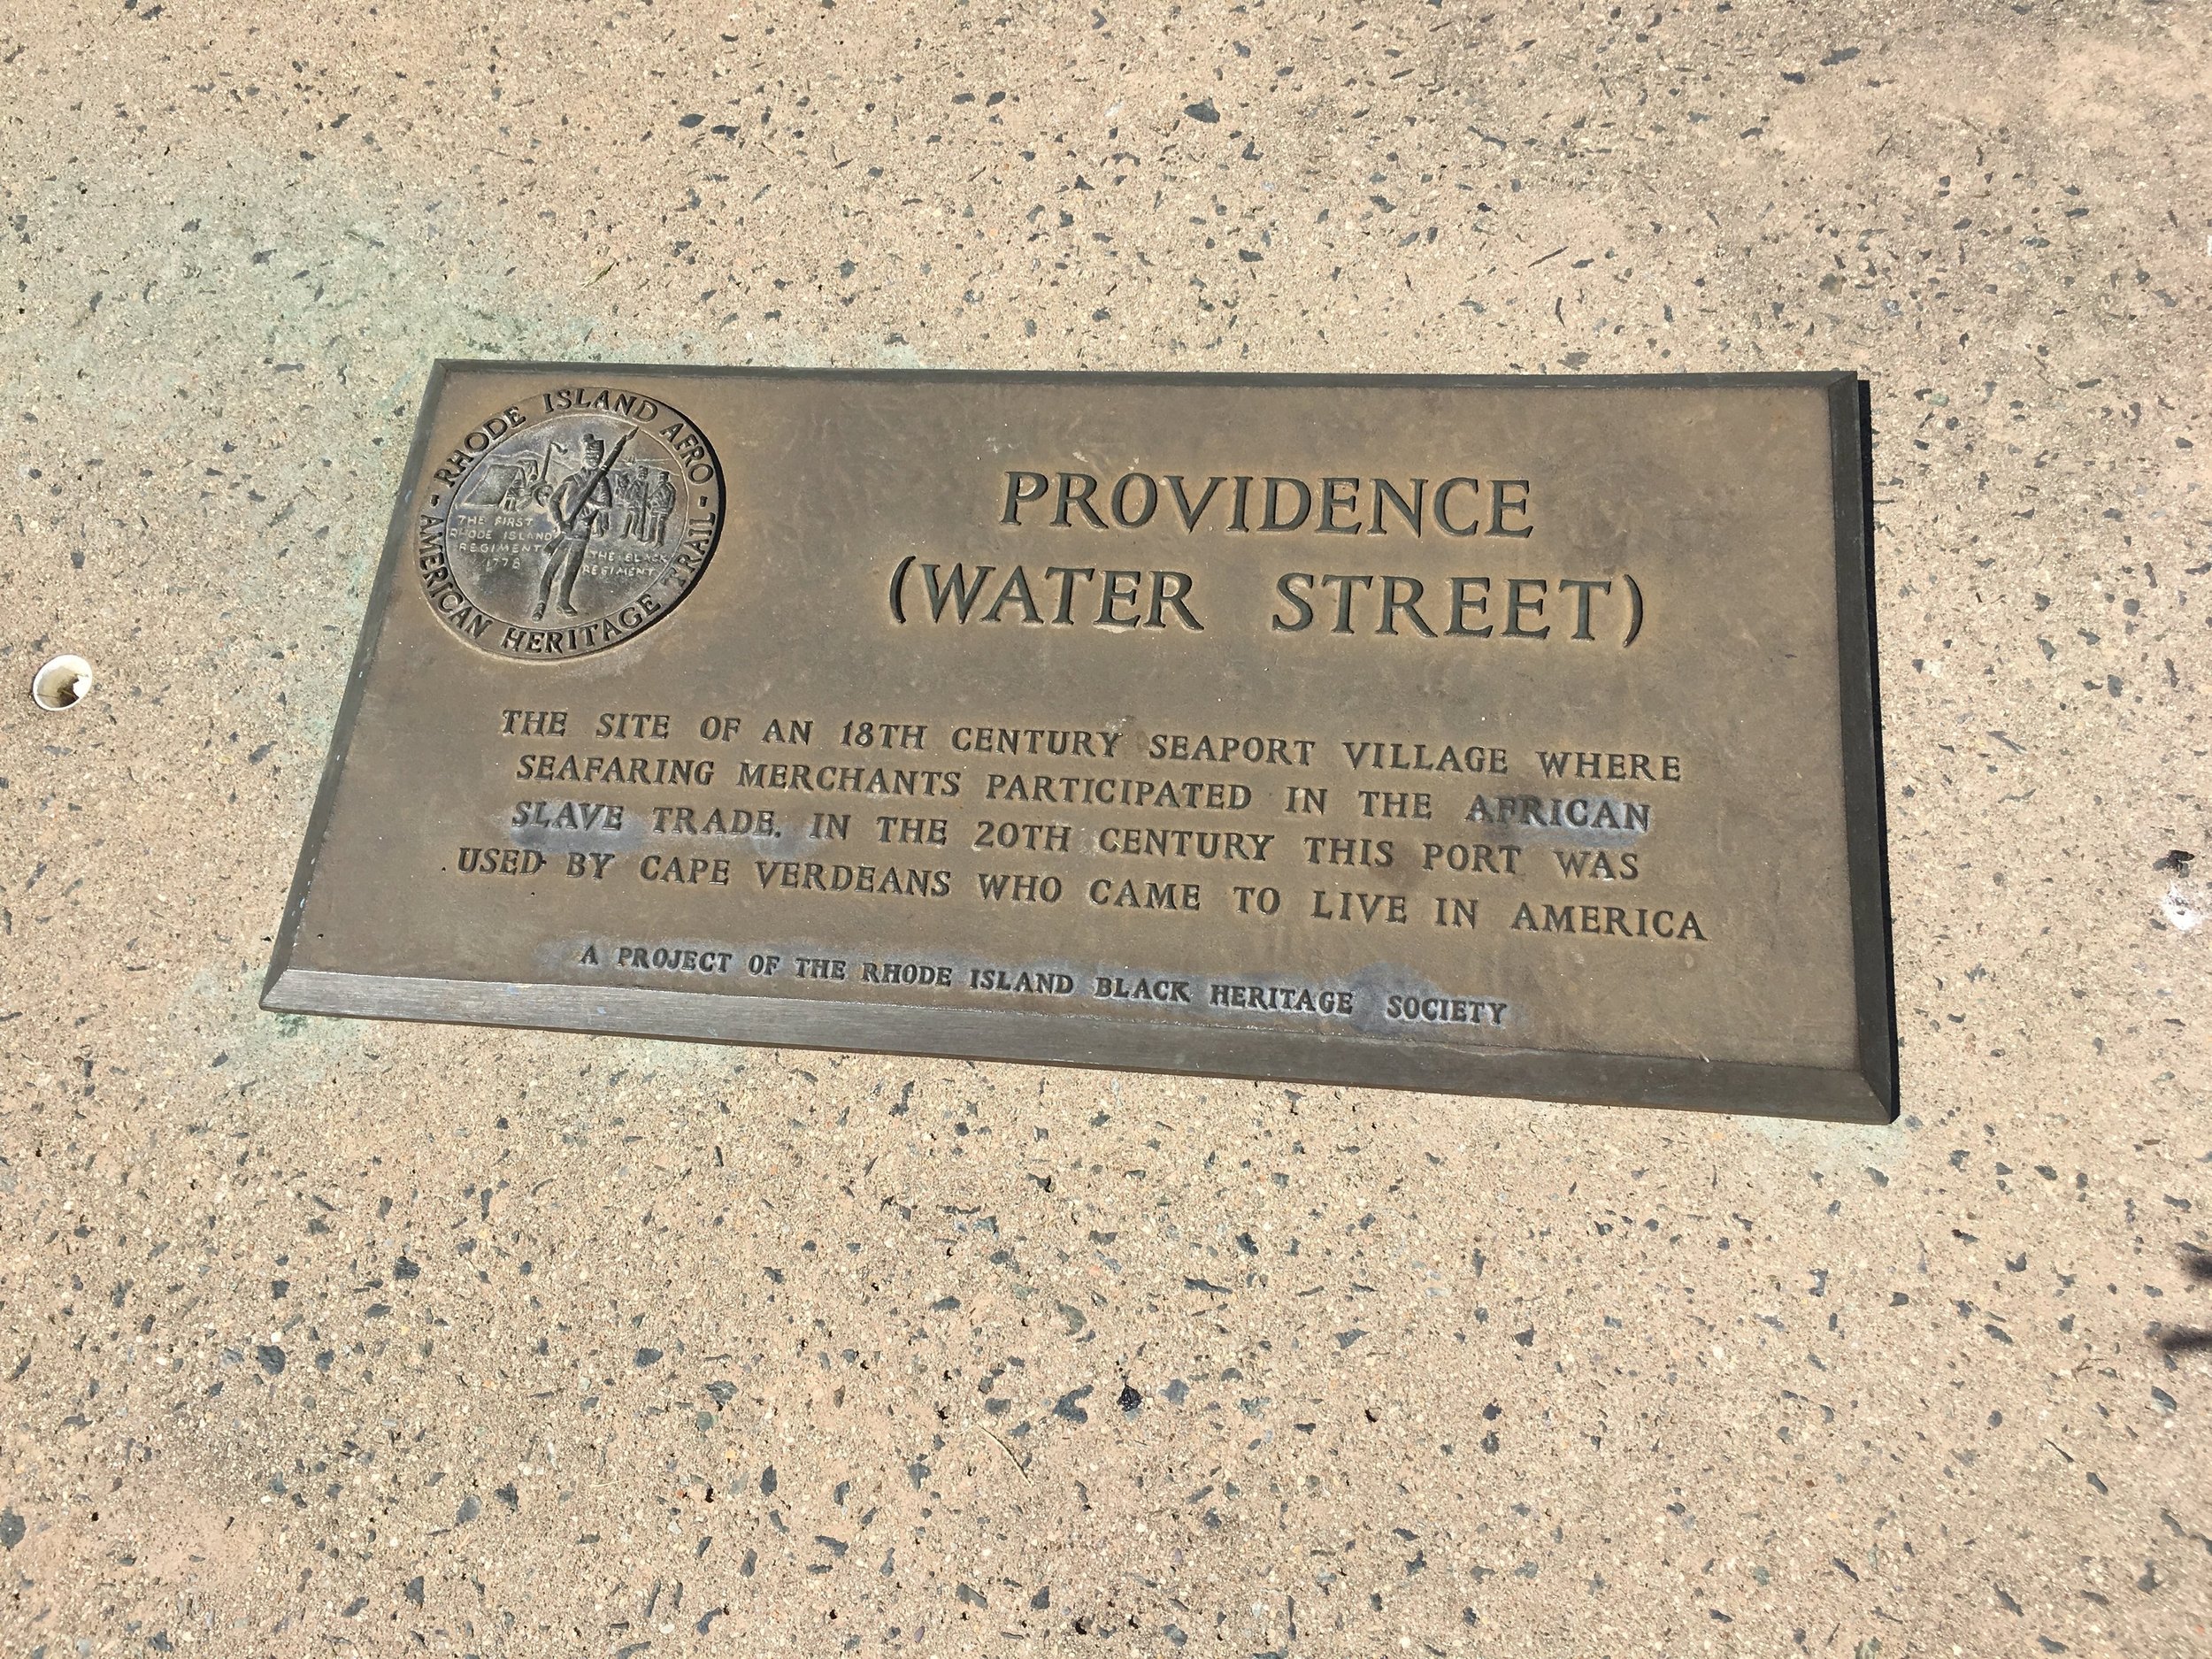 - RHODE ISLAND AFRO -
AMERICAN HERITAGE TRAIL
THE FIRST
RHODE ISLAND
REGIMENT
1778
THE BLACK
REGIMENT
PROVIDENCE
(WATER STREET)
THE SITE OF AN 18TH CENTURY SEAPORT VILLAGE WHERE
SEAFARING MERCHANTS PARTICIPATED IN THE AFRICAN
SLAVE TRADE. IN THE 20TH CENTURY THIS PORT WAS
USED BY CAPE VERDEANS WHO CAME TO LIVE IN AMERICA
A PROJECT OF THE RHODE ISLAND BLACK HERITAGE SOCIETY